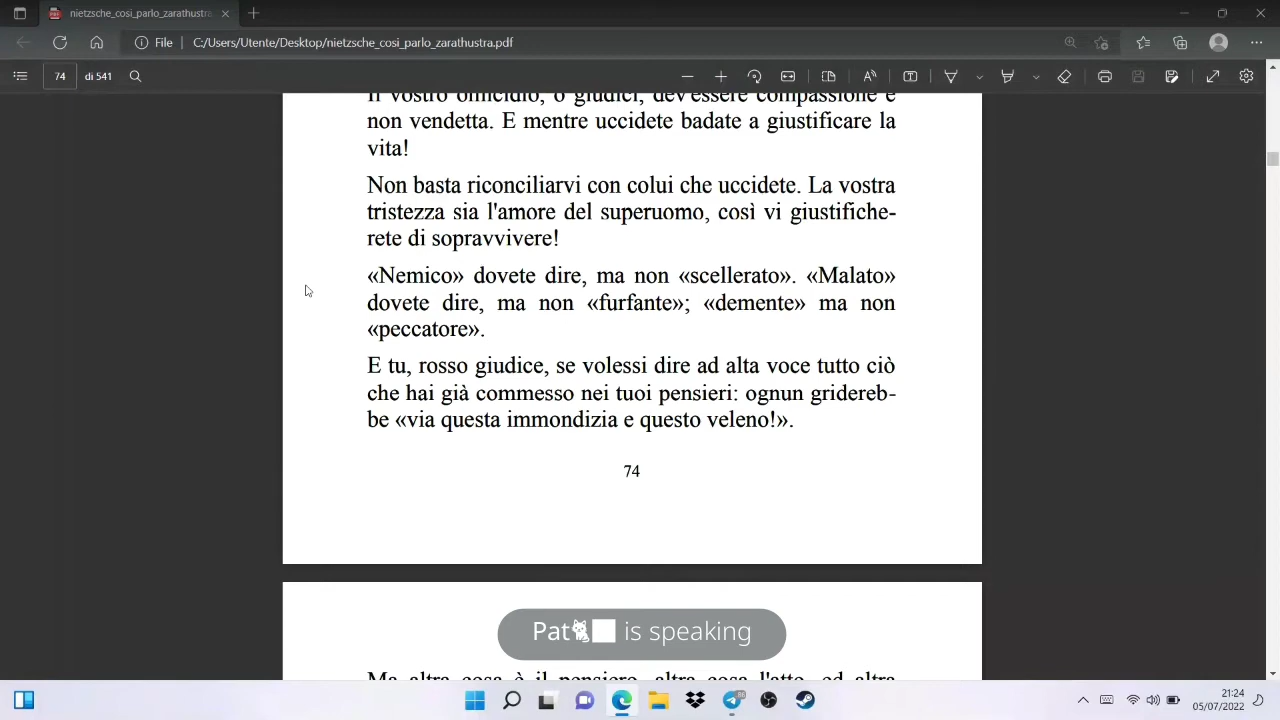 nietzsche_cosi_parlo_zarathustra
File
C:/Users/Utente/Desktop/nietzsche_cosi_parlo_zarathustra.pdf
74 di 541
Il vostro omicidio, o giudici, dev'essere compassione e
non vendetta. E mentre uccidete badate a giustificare la
vita!
Non basta riconciliarvi con colui che uccidete. La vostra
tristezza sia l'amore del superuomo, così vi giustifiche-
rete di sopravvivere!
«Nemico» dovete dire, ma non «scellerato». «Malato»
dovete dire, ma non «furfante»; «demente» ma non
«peccatore».
E tu, rosso giudice, se volessi dire ad alta voce tutto ciò
che hai già commesso nei tuoi pensieri: ognun griderebb-
be «via questa immondizia e questo veleno!».
74
Pat🐈 is speaking
Ma altra cosa è il pensiero, altra cosa l'atto, ed altra
21:24
05/07/2022